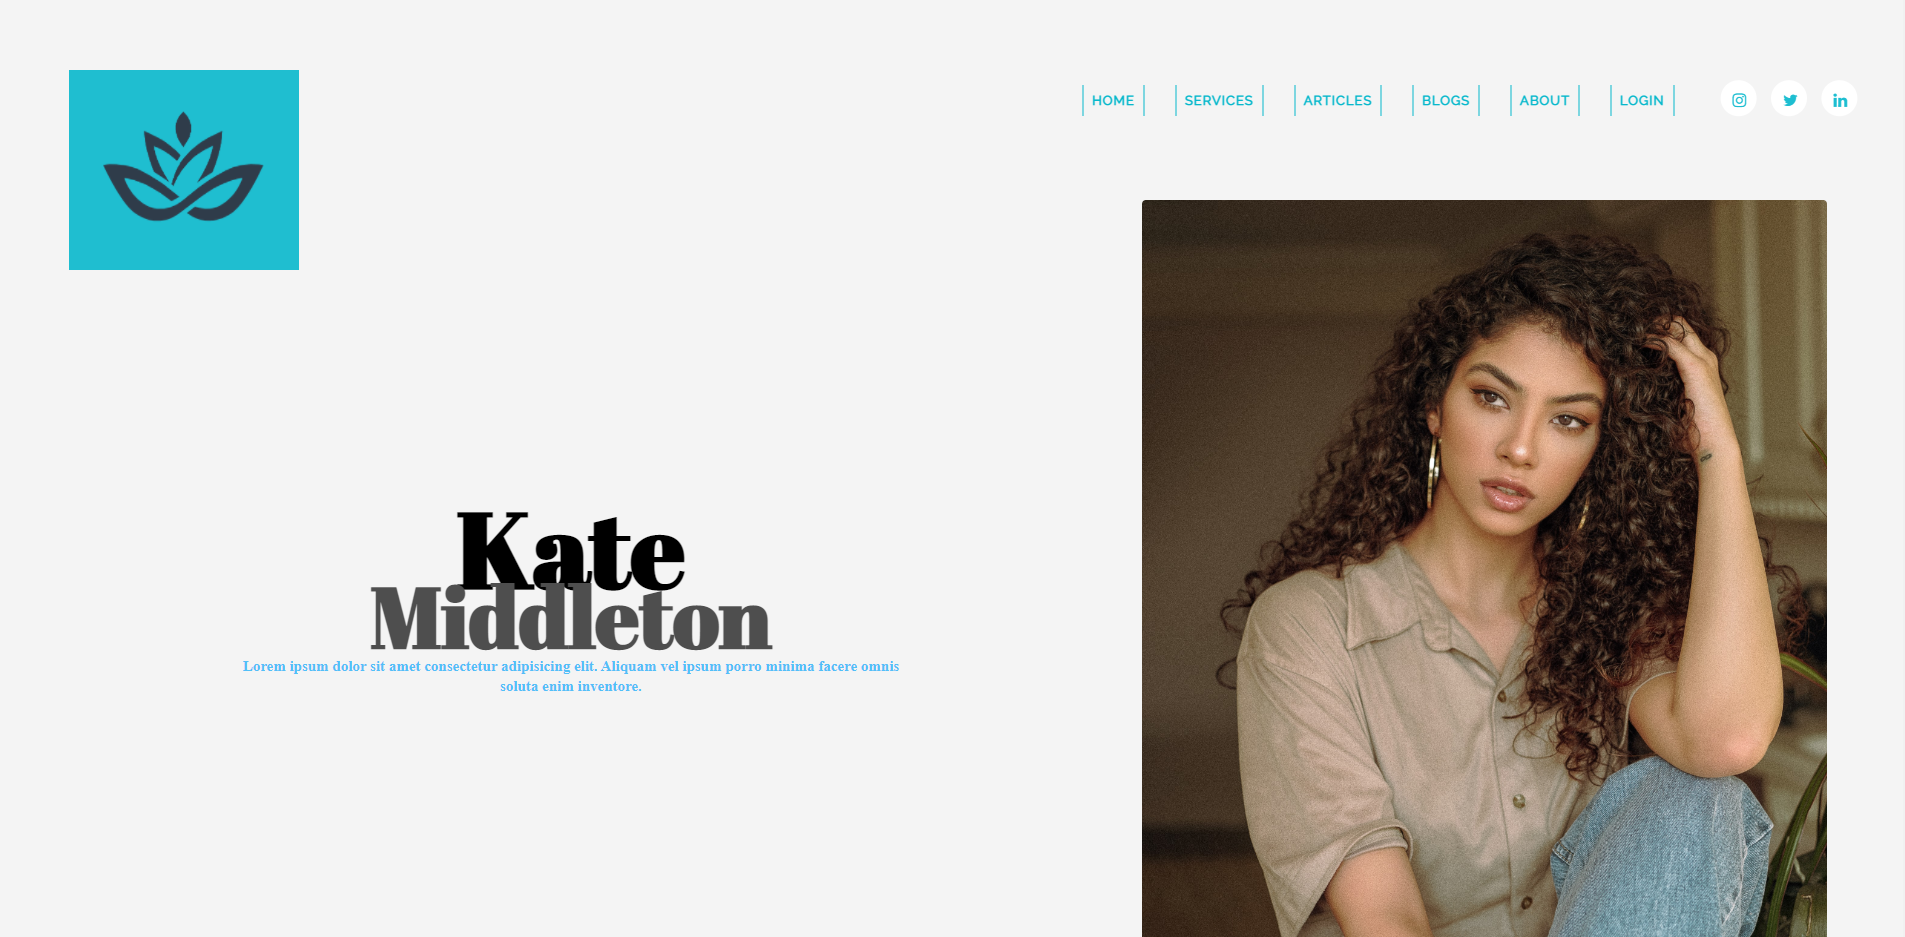 HOME
SERVICES
ARTICLES
BLOGS
ABOUT
LOGIN
Kate
Middleton
Lorem ipsum dolor sit amet consectetur adipisicing elit. Aliquam vel ipsum porro minima facere omnis
soluta enim inventore.